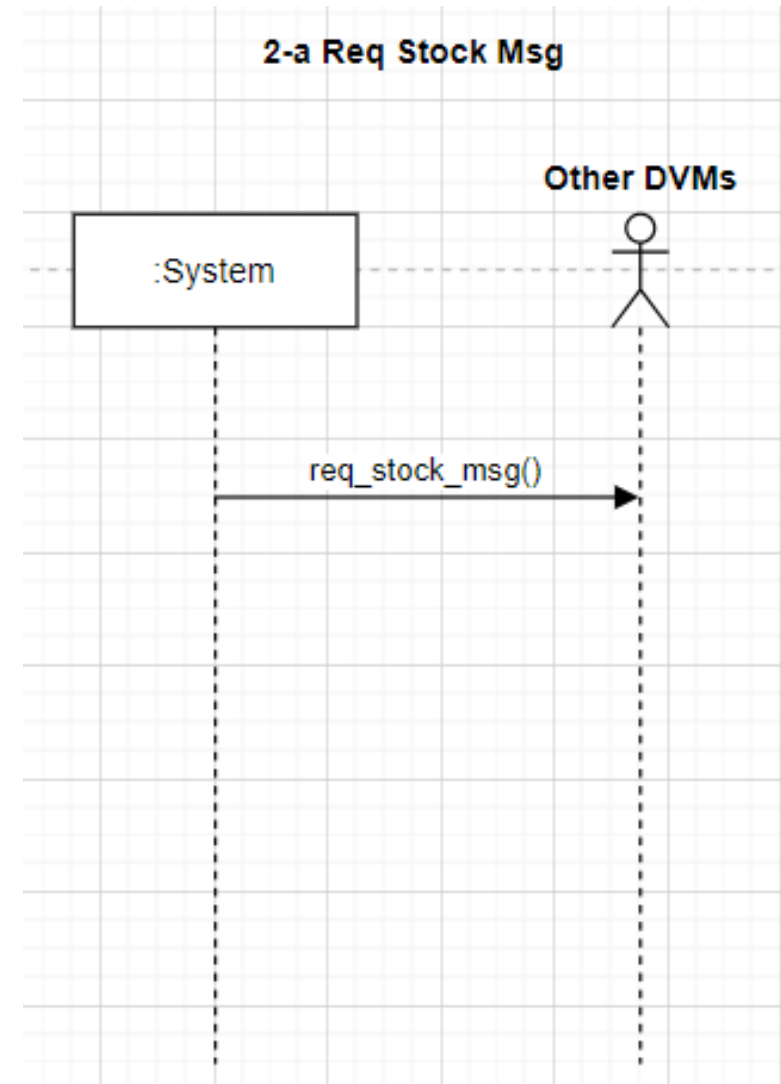 2-a Req Stock Msg
Other DVMs
:System
req_stock_msg()